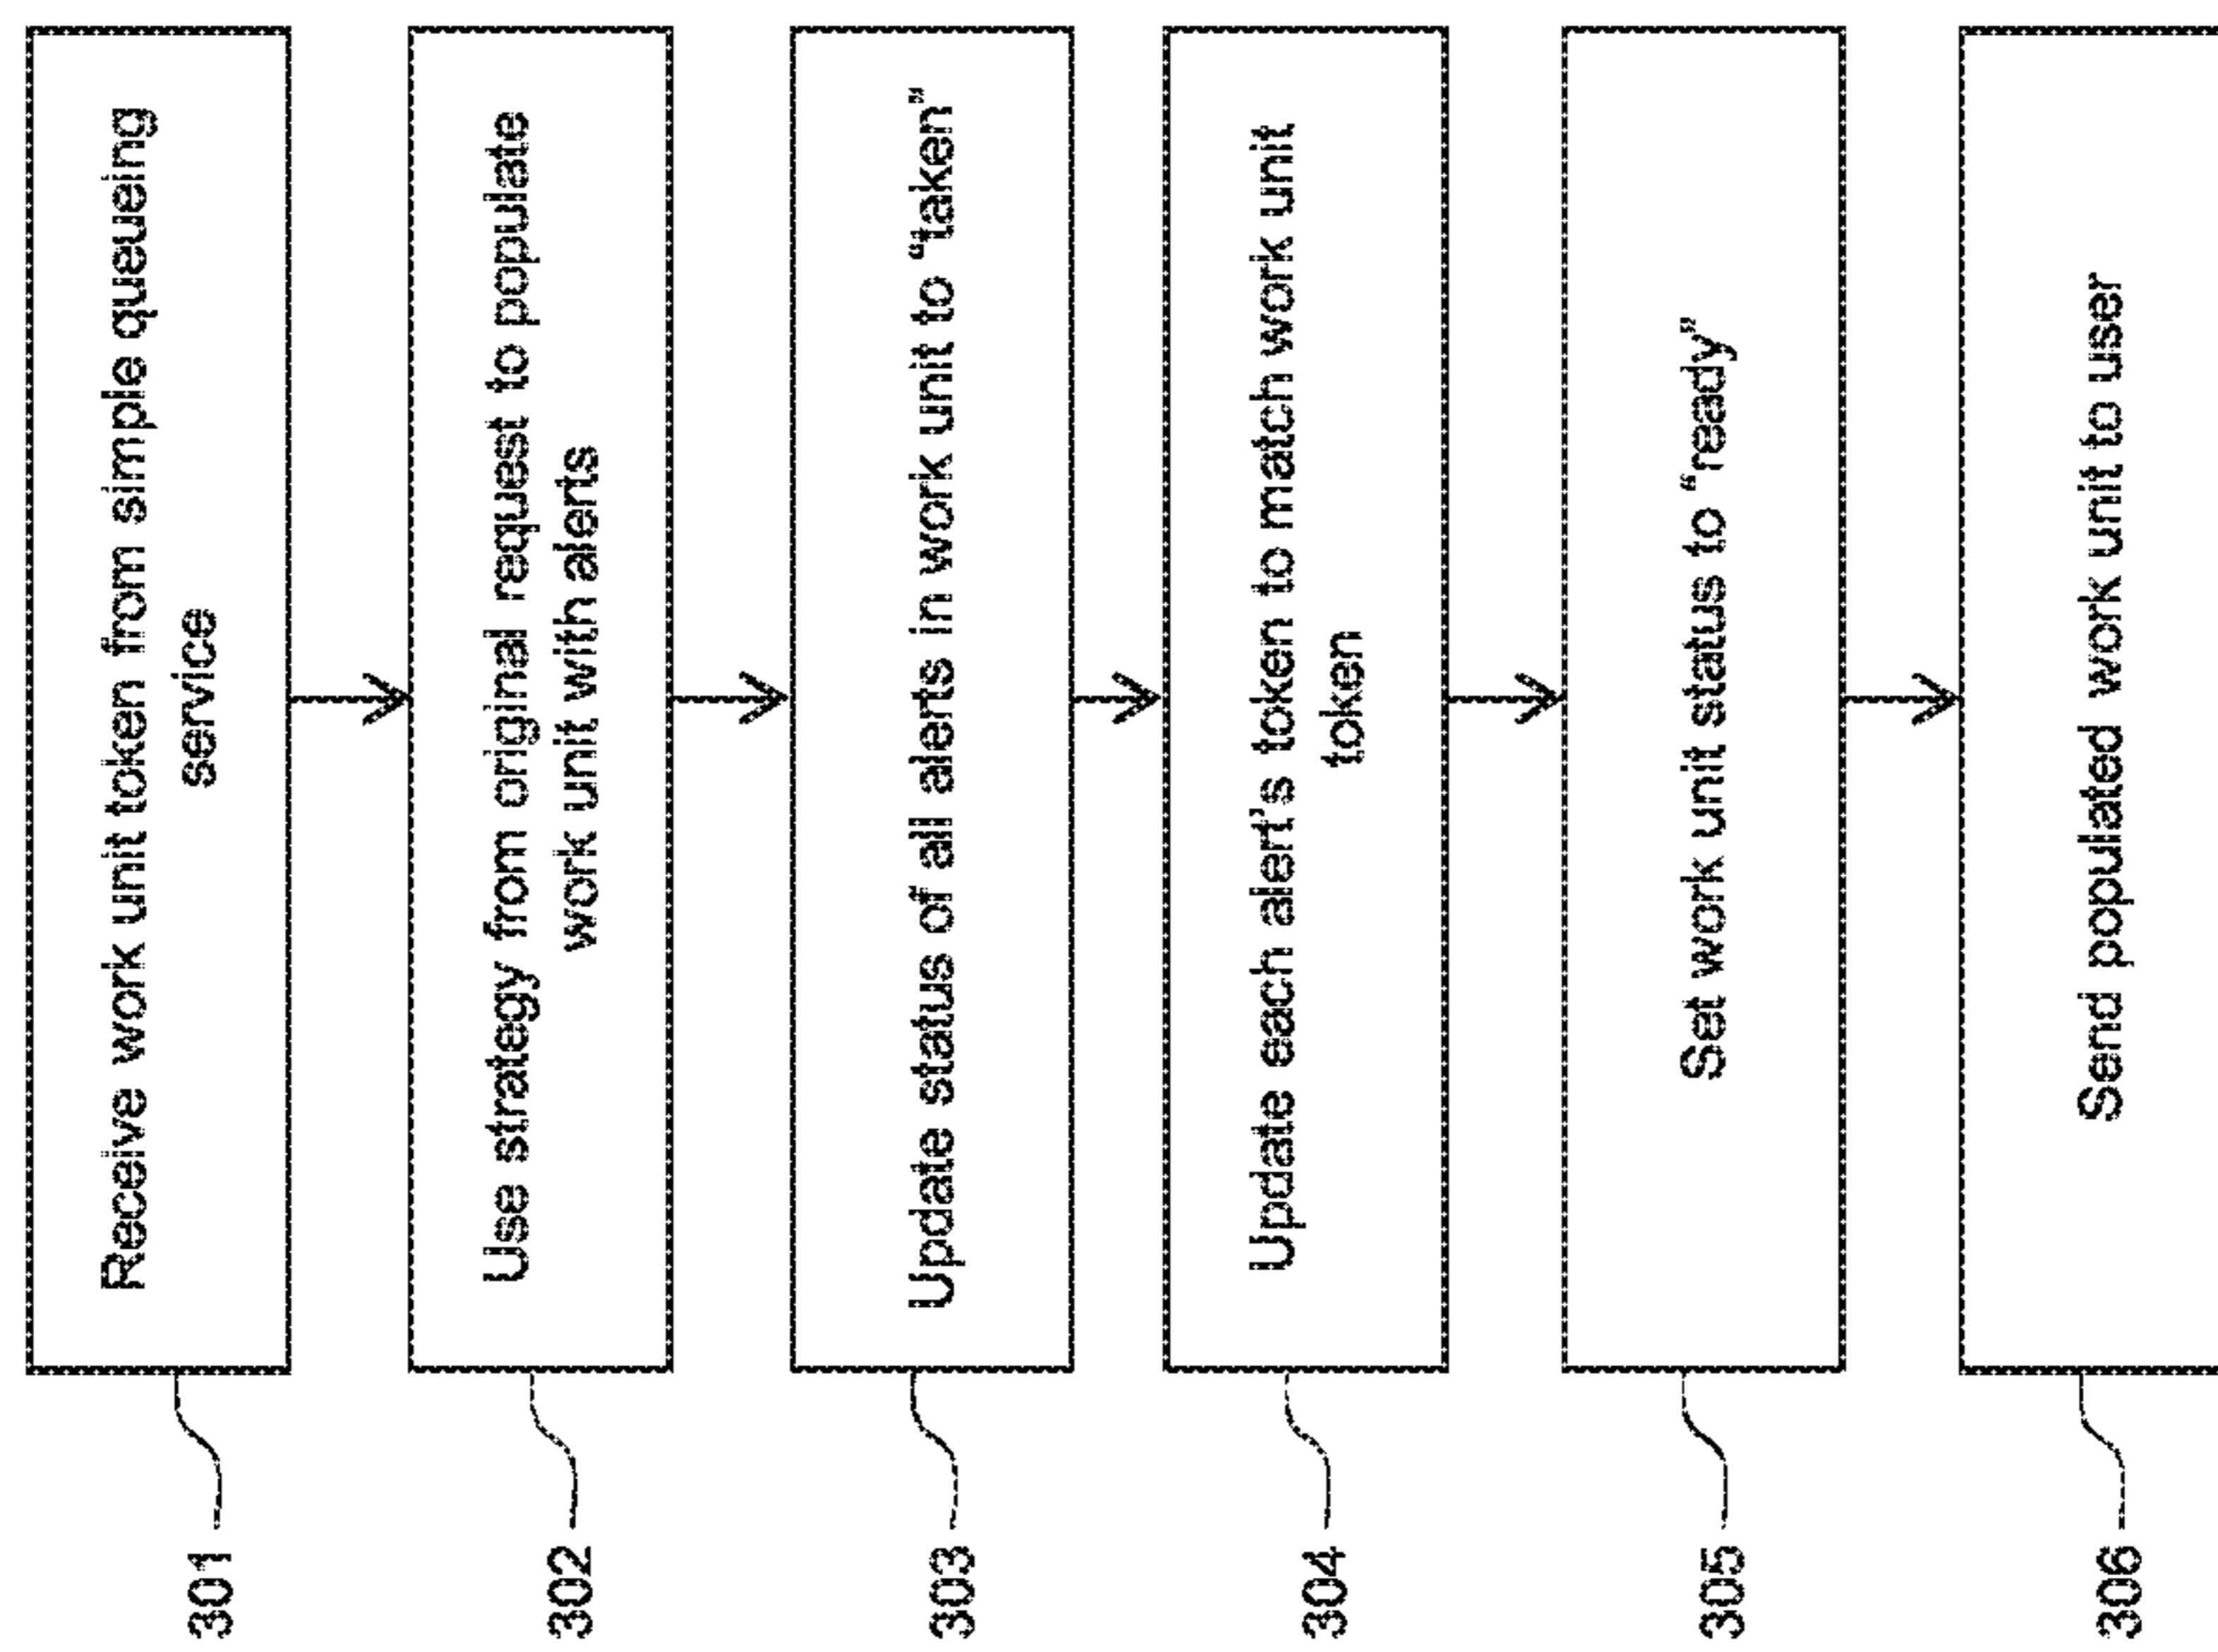 301
Receive work unit token from simple queueing
service
302
Use strategy from original request to populate
work unit with alerts
303
Update status of all alerts in work unit to “taken”
304
Update each alert's token to match work unit
token
305
Set work unit status to “ready”
306
Send populated work unit to user